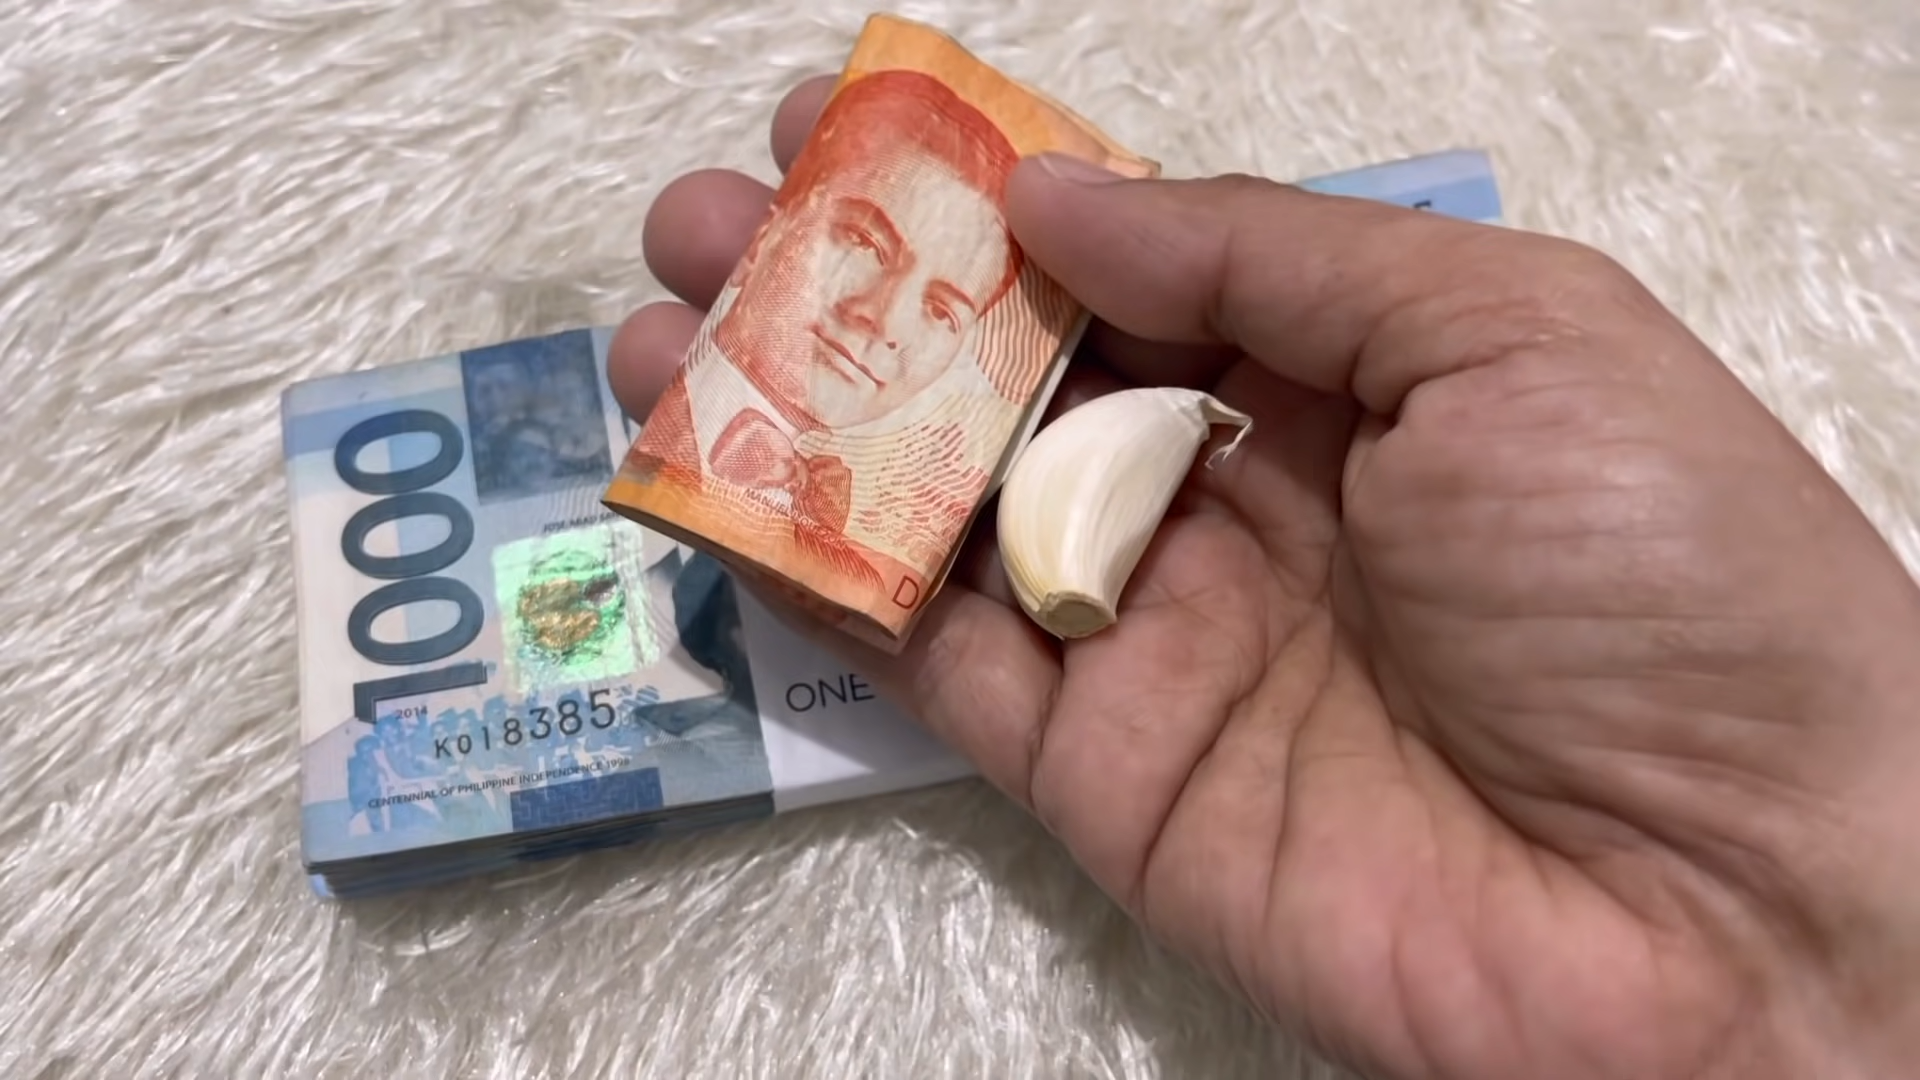 1000
2014
K018385
CENTENNIAL OF PHILIPPINE INDEPENDENCE 1998
ONE
D